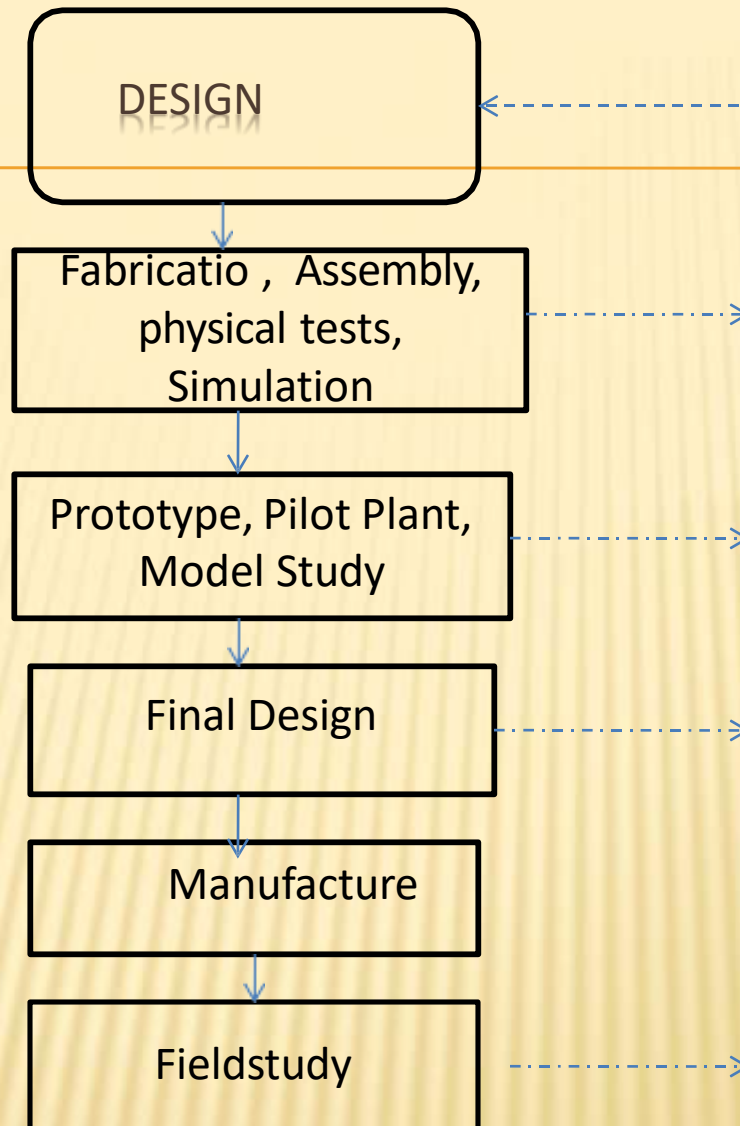 DESIGN
Fabricatio , Assembly,
physical tests,
Simulation
Prototype, Pilot Plant,
Model Study
Final Design
Manufacture
Fieldstudy